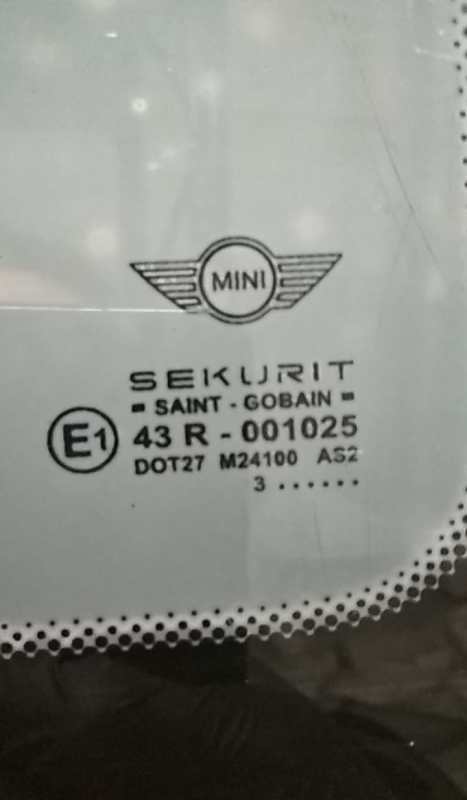 MINI
SEKURIT
= SAINT - GOBAIN =
E1
43 R - 001025
DOT27 M24100 AS2
3 ......